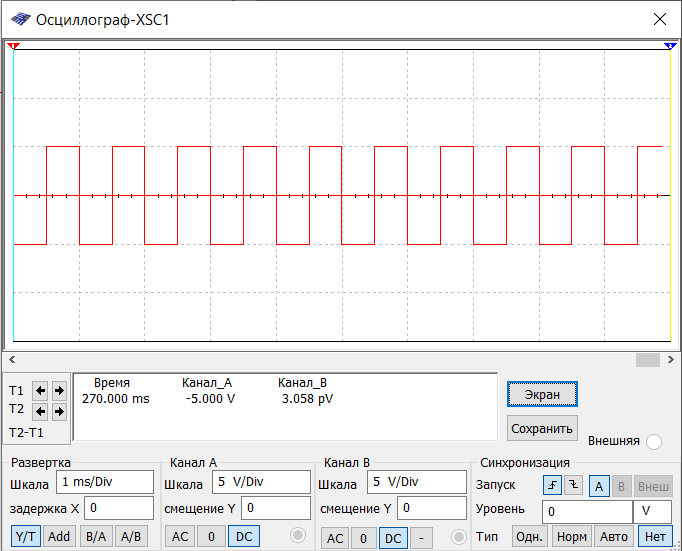 Осциллограф-XSC1
Время Канал_A Канал_B
T1 270.000 ms -5.000 V 3.058 pV
T2
T2-T1
Экран
Сохранить
Внешняя
Развертка Канал A Канал B Синхронизация
Шкала 1 ms/Div Шкала 5 V/Div Шкала 5 V/Div Запуск A B Внеш
задержка X 0 смещение Y 0 смещение Y 0 Уровень 0 V
Y/T Add B/A A/B AC 0 DC AC 0 DC - Тип Одн. Норм Авто Нет